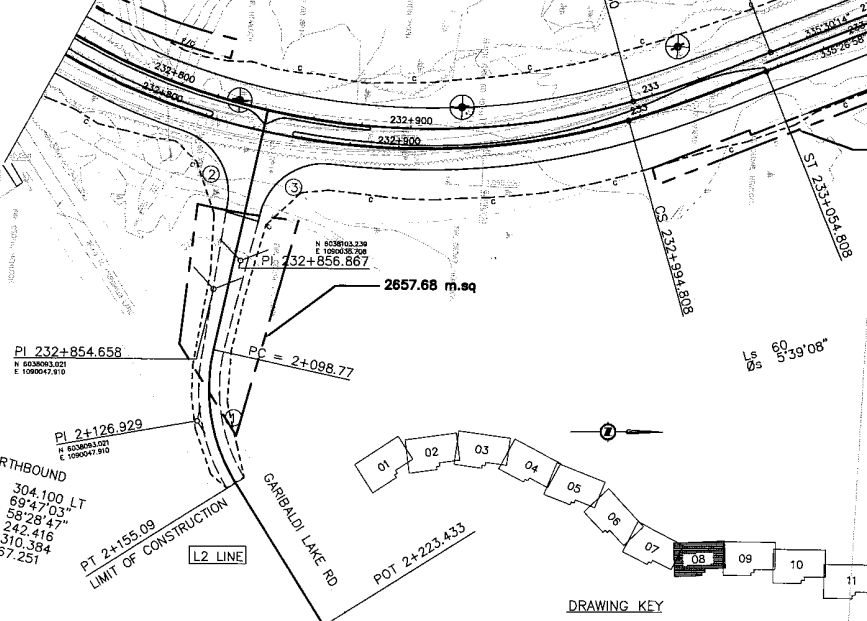 232+800
232+800
232+900
232+900
233
233
335°30'14"
335°26'58"
C
C
C
C
C
C
C
C
2
3
1
N 6038103.239
E 1090035.708
PI 232+856.867
2657.68 m.sq
CS 232+994.808
ST 233+054.808
Ls 60
Øs 5°39'08"
PI 232+854.658
N 6038093.021
E 1090047.910
PC = 2+098.77
PI 2+126.929
N 6038093.021
E 1090047.910
RTHBOUND
304.100 LT
69°47'03"
58°28'47"
242.416
310.384
67.251
PT 2+155.09
LIMIT OF CONSTRUCTION
L2 LINE
GARIBALDI LAKE RD
POT 2+223.433
01
02
03
04
05
06
07
08
09
10
11
DRAWING KEY